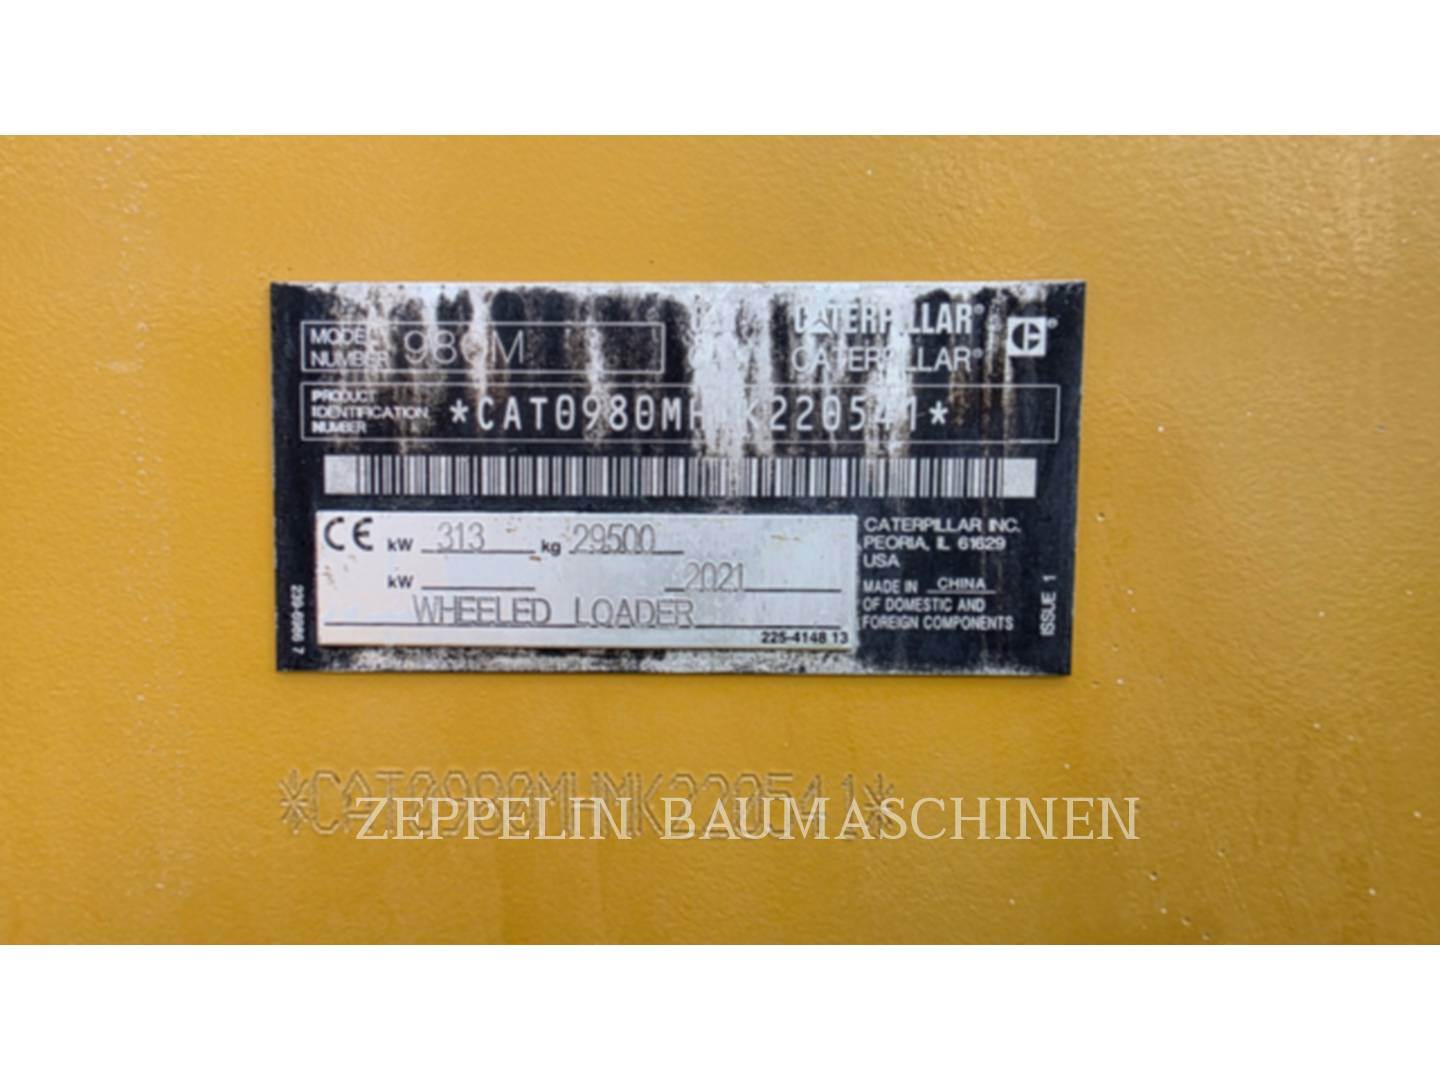 MODEL NUMBER 980M
CATERPILLAR®
CATERPILLAR®
PRODUCT IDENTIFICATION NUMBER *CAT0980MHMK220541*
CE kW 313 kg 29500
kW 2021
WHEELED LOADER
225-4148 13
CATERPILLAR INC.
PEORIA, IL 61629
USA
MADE IN CHINA
OF DOMESTIC AND
FOREIGN COMPONENTS
ISSUE 1
*CAT0980MHMK220541*
ZEPPELIN BAUMASCHINEN